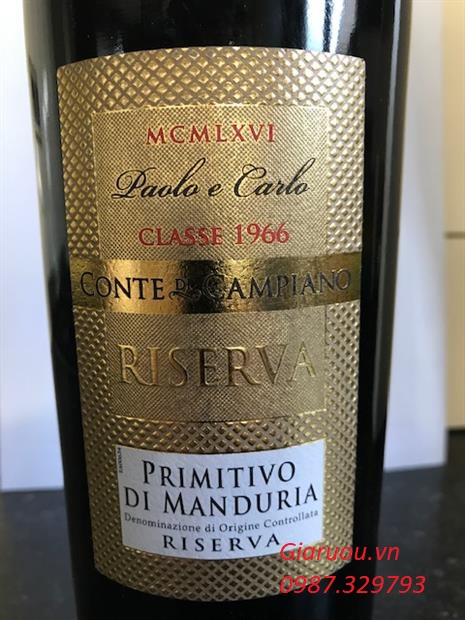 MCMLXVI
Paolo e Carlo
CLASSE 1966
CONTE DI CAMPIANO
RISERVA
PRIMITIVO
DI MANDURIA
Denominazione di Origine Controllata
RISERVA
Giaruou.vn
0987.329793